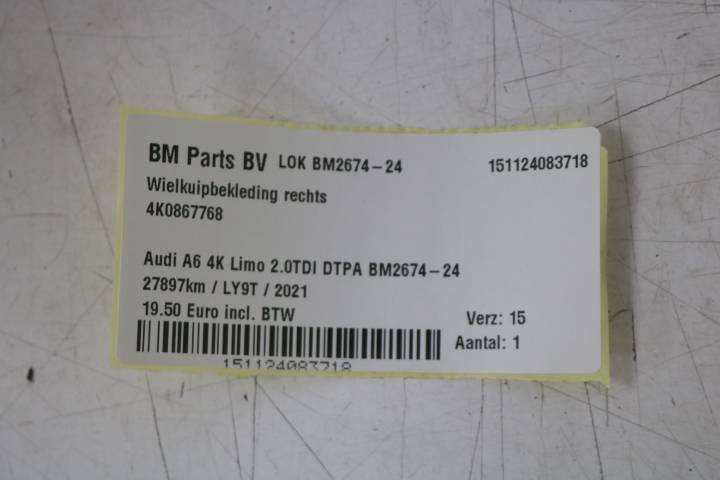 BM Parts BV LOK BM2674-24 151124083718
Wielkuipbekleding rechts
4K0867768
Audi A6 4K Limo 2.0TDI DTPA BM2674-24
27897km / LY9T / 2021
19.50 Euro incl. BTW Verz: 15
Aantal: 1
151124083718